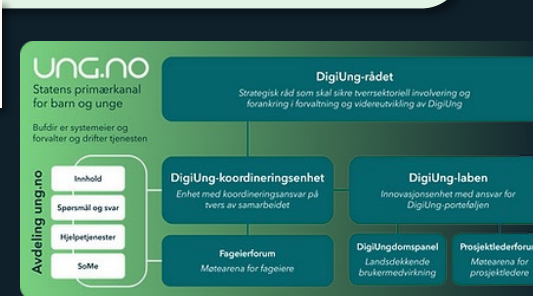 ung.no
Statens primærkanal
for barn og unge
Bufdir er systemeier og
forvalter og drifter tjenesten
DigiUng-rådet
Strategisk råd som skal sikre tverrsektoriell involvering og
forankring i forvaltning og videreutvikling av DigiUng
Avdeling ung.no
Innhold
Spørsmål og svar
Hjelpetjenester
SoMe
DigiUng-koordineringsenhet
Enhet med koordineringsansvar på
tvers av samarbeidet
DigiUng-laben
Innovasjonsenhet med ansvar for
DigiUng-porteføljen
Fageierforum
Møtearena for fageiere
DigiUngdomspanel
Landsdekkende
brukermedvirkning
Prosjektlederforum
Møtearena for
prosjektledere